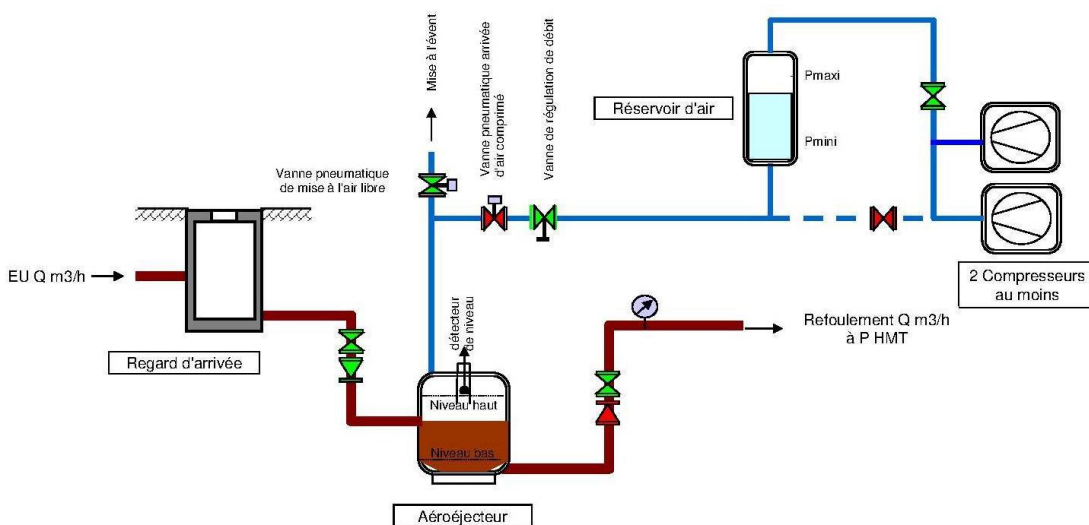 Mise à l'évent
Vanne pneumatique arrivée
d'air comprimé
Vanne de régulation de débit
Pmaxi
Réservoir d'air
Pmini
Vanne pneumatique
de mise à l'air libre
EU Q m3/h
2 Compresseurs
au moins
détecteur
de niveau
Refoulement Q m3/h
à P HMT
Regard d'arrivée
Niveau haut
Niveau bas
Aéroéjecteur